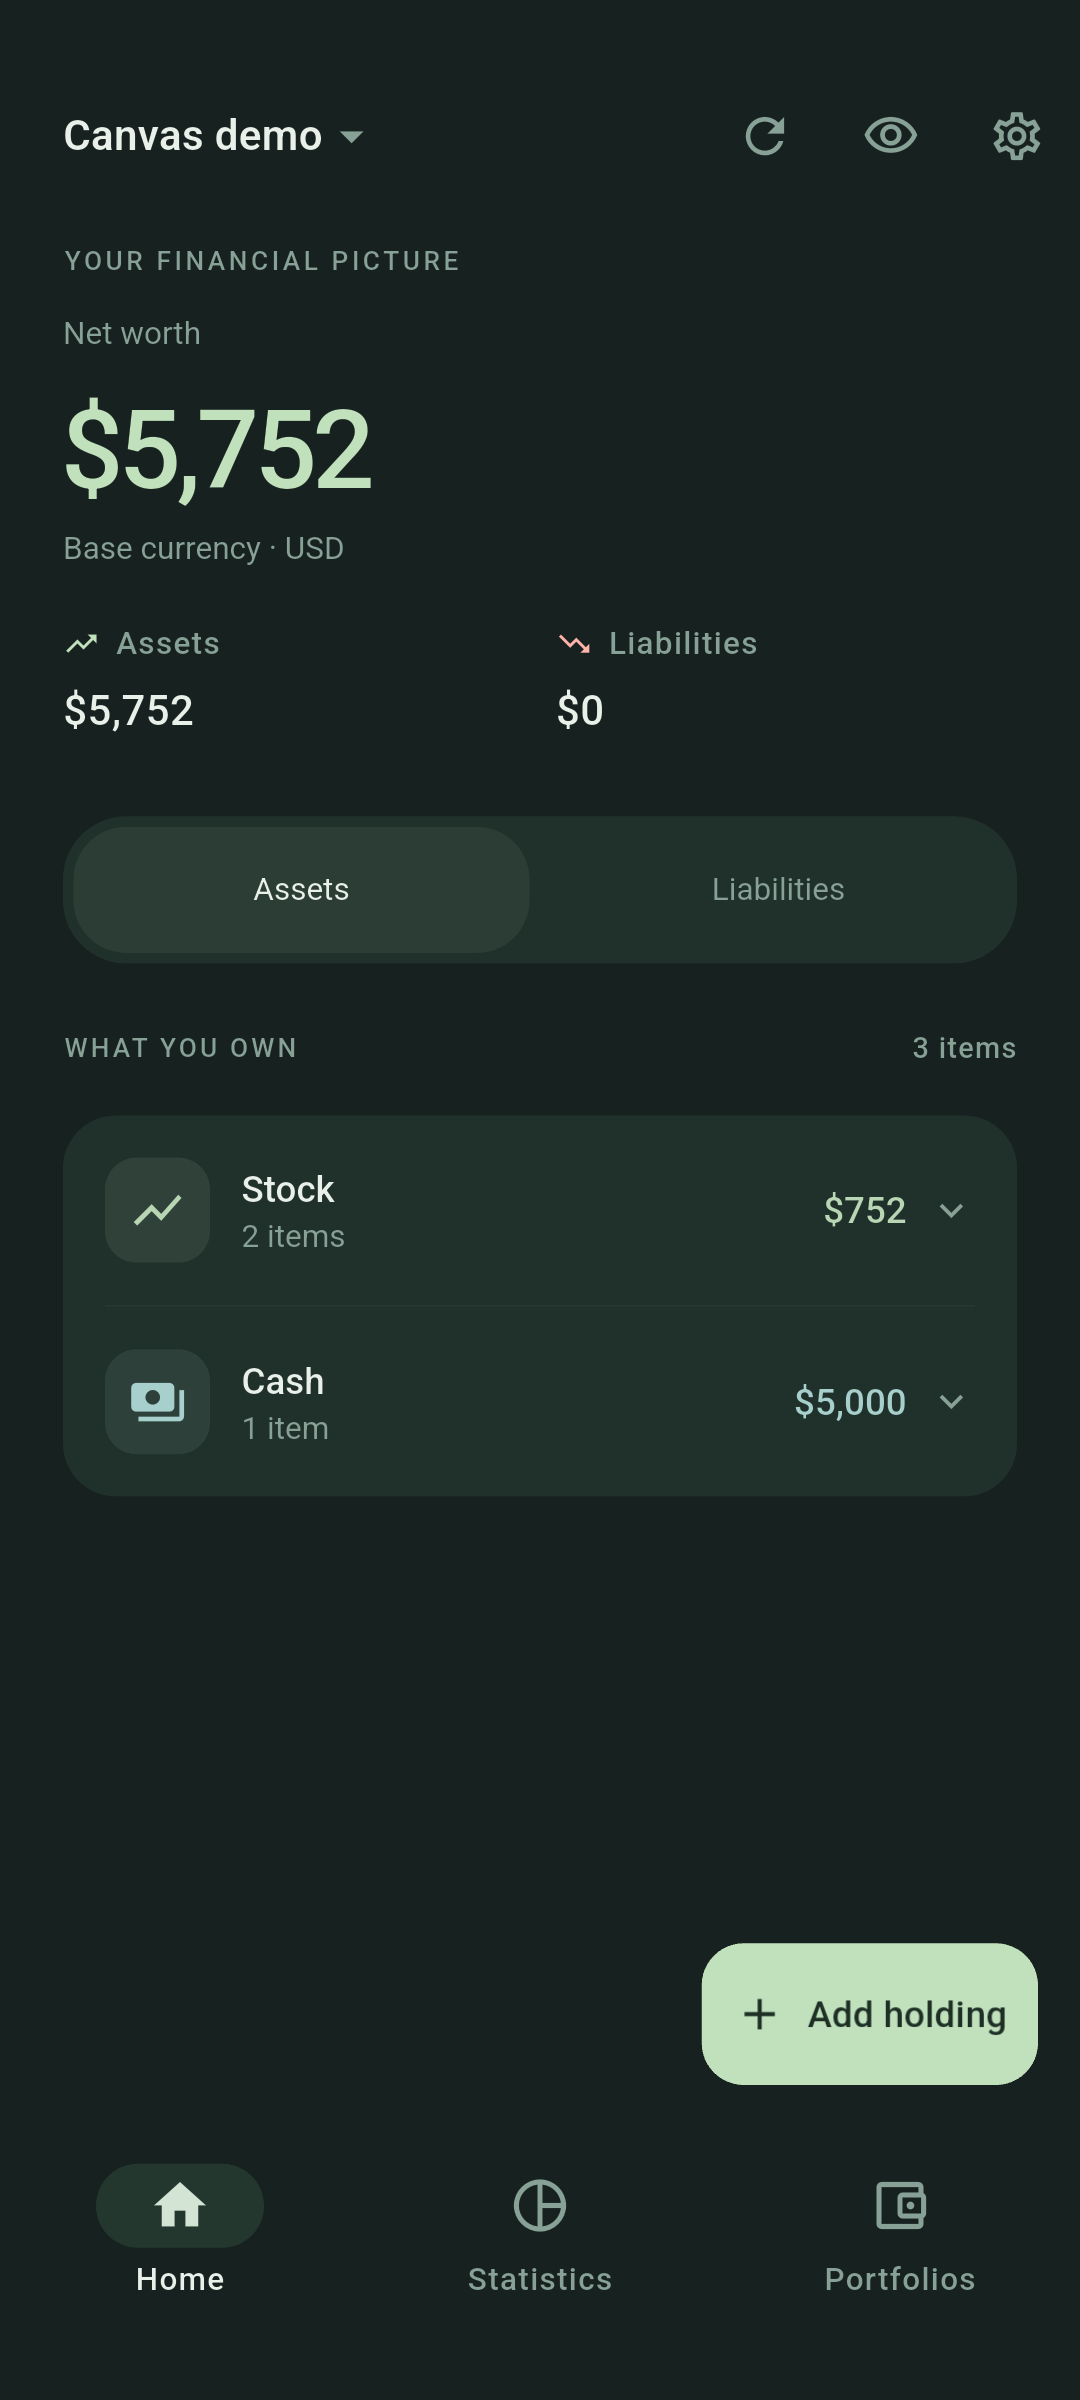 Canvas demo
YOUR FINANCIAL PICTURE
Net worth
$5,752
Base currency · USD
Assets
$5,752
Liabilities
$0
Assets
Liabilities
WHAT YOU OWN
3 items
Stock
2 items
$752
Cash
1 item
$5,000
Add holding
Home
Statistics
Portfolios